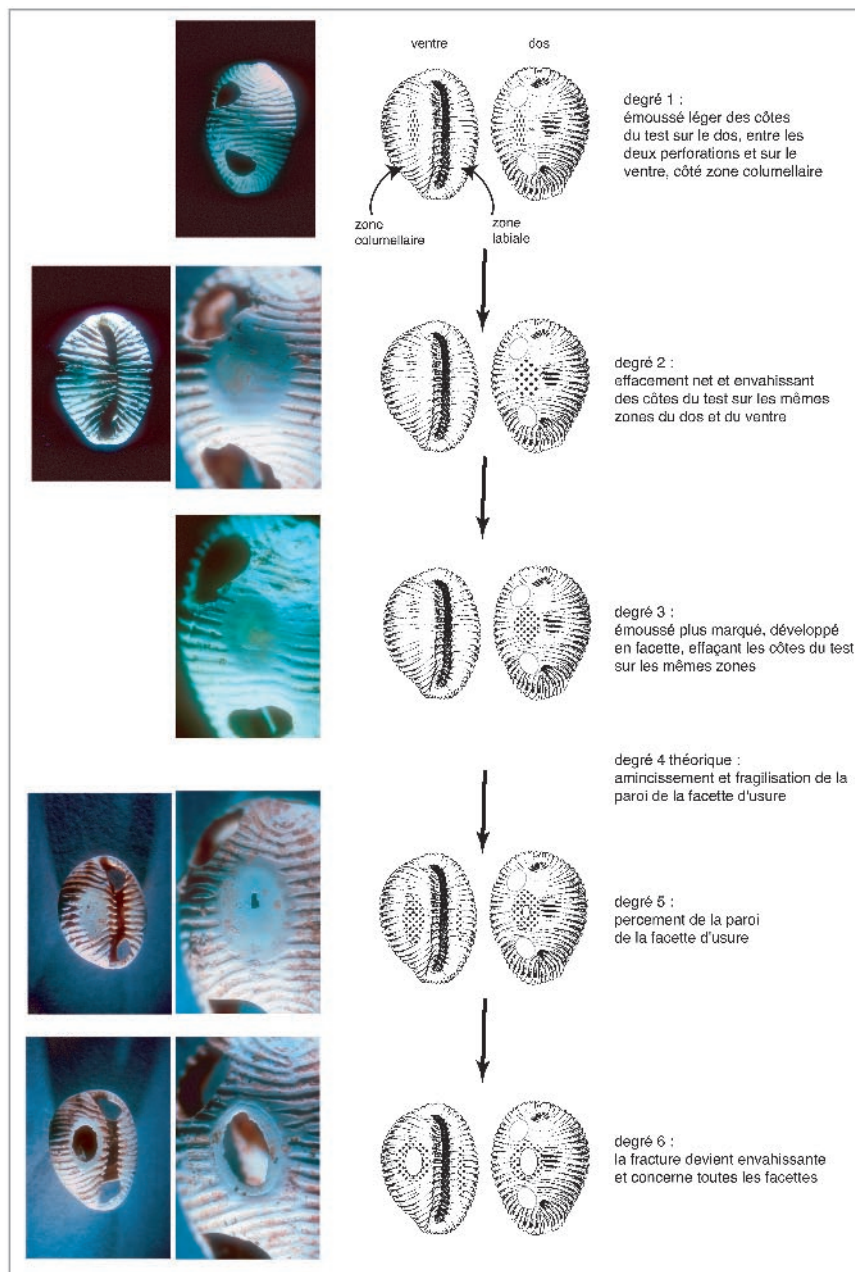 ventre
dos
degré 1 :
émoussé léger des côtes
du test sur le dos, entre les
deux perforations et sur le
ventre, côté zone columellaire
zone
columellaire
zone
labiale
degré 2 :
effacement net et envahissant
des côtes du test sur les mêmes
zones du dos et du ventre
degré 3 :
émoussé plus marqué, développé
en facette, effaçant les côtes du test
sur les mêmes zones
degré 4 théorique :
amincissement et fragilisation de la
paroi de la facette d'usure
degré 5 :
percement de la paroi
de la facette d'usure
degré 6 :
la fracture devient envahissante
et concerne toutes les facettes